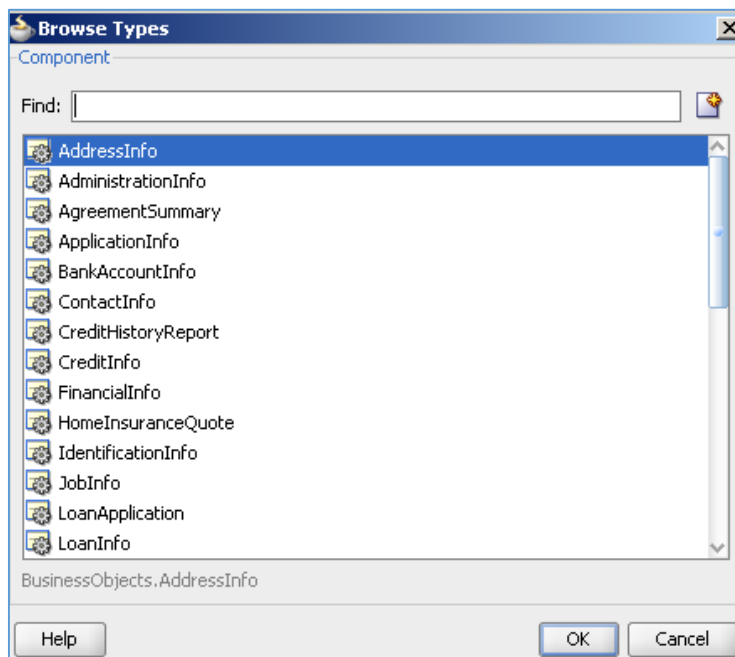 Browse Types
Component
Find:
AddressInfo
AdministrationInfo
AgreementSummary
ApplicationInfo
BankAccountInfo
ContactInfo
CreditHistoryReport
CreditInfo
FinancialInfo
HomeInsuranceQuote
IdentificationInfo
JobInfo
LoanApplication
LoanInfo
BusinessObjects.AddressInfo
Help OK Cancel